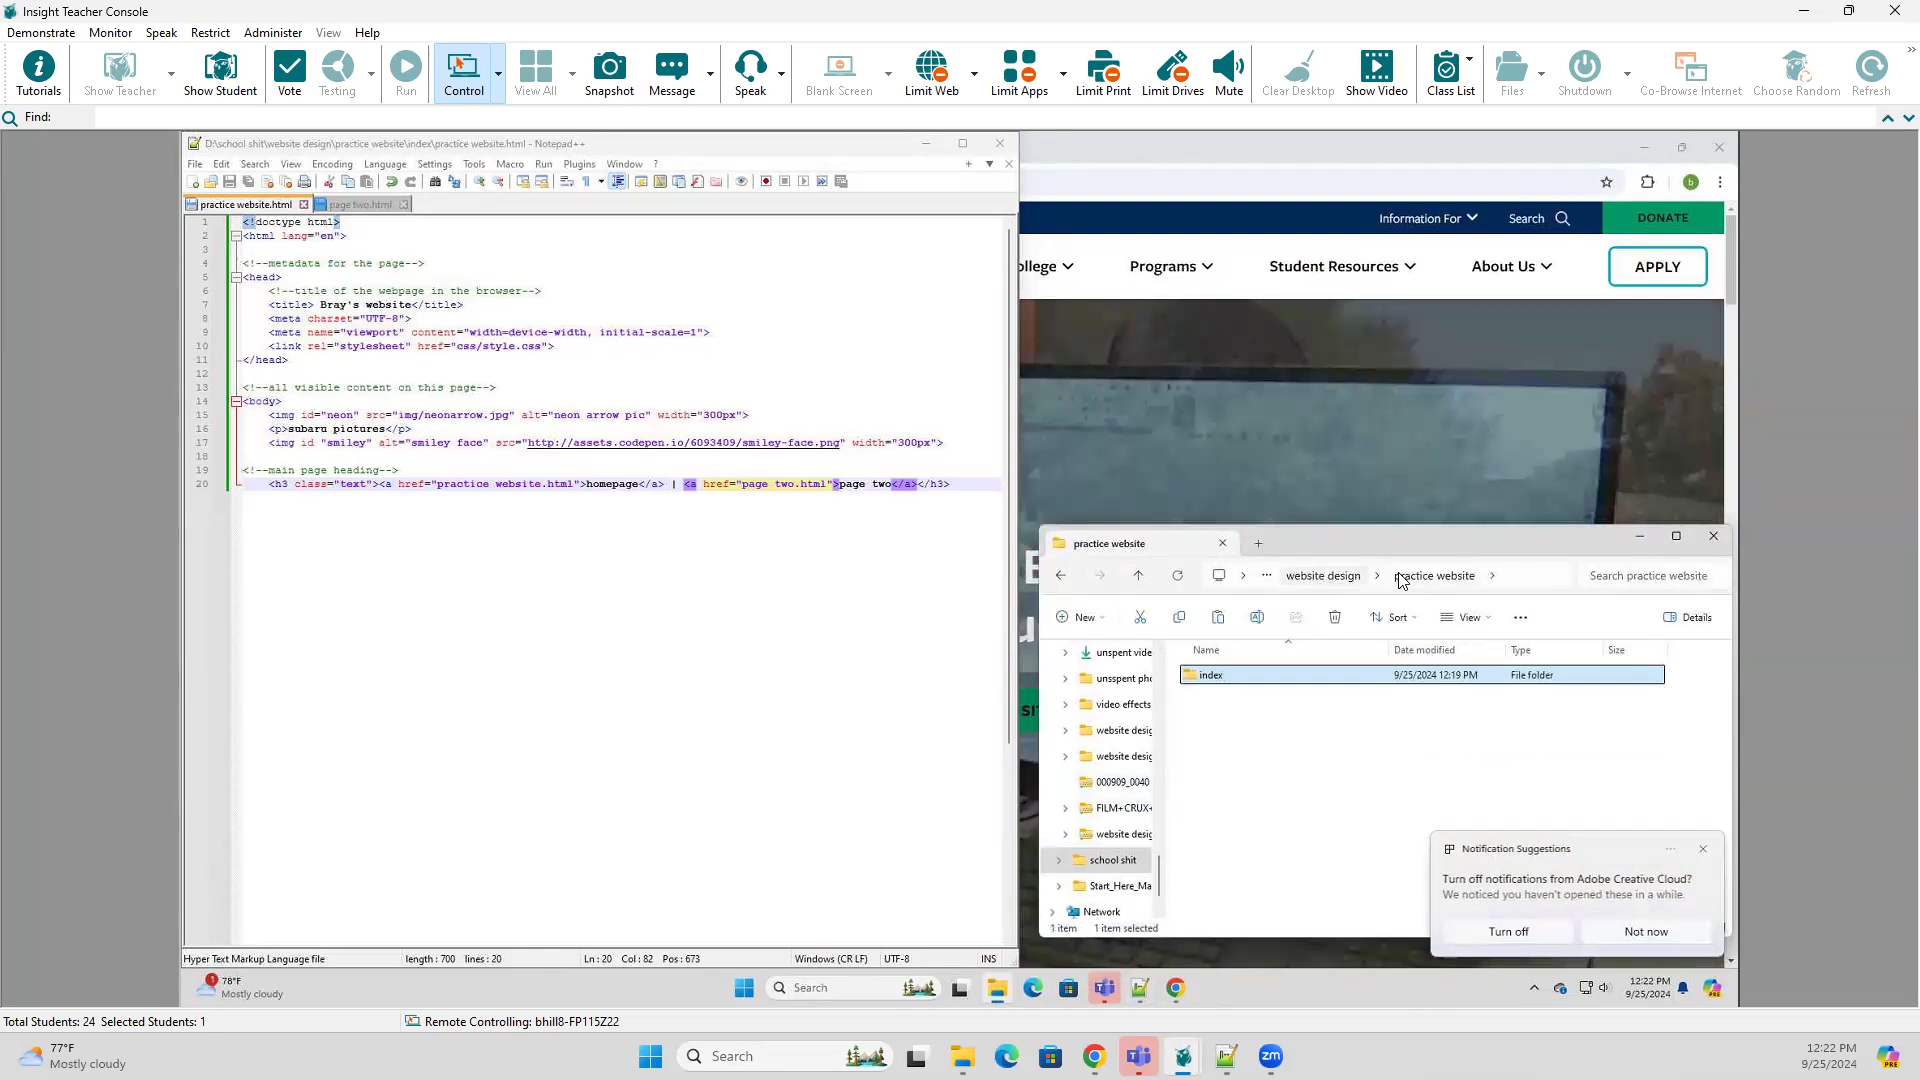 Insight Teacher Console
Demonstrate Monitor Speak Restrict Administer View Help
Tutorials Show Teacher Show Student Vote Testing Run Control View All Snapshot Message Speak Blank Screen Limit Web Limit Apps Limit Print Limit Drives Mute Clear Desktop Show Video Class List Files Shutdown Co-Browse Internet Choose Random Refresh
Find:
D:\school shit\website design\practice website\index\practice website.html - Notepad++
File Edit Search View Encoding Language Settings Tools Macro Run Plugins Window ?
practice website.html page two.html
1 <!doctype html>
2 <html lang="en">
3
4 <!--metadata for the page-->
5 <head>
6 <!--title of the webpage in the browser-->
7 <title> Bray's website</title>
8 <meta charset="UTF-8">
9 <meta name="viewport" content="width=device-width, initial-scale=1">
10 <link rel="stylesheet" href="css/style.css">
11 </head>
12
13 <!--all visible content on this page-->
14 <body>
15 <img id="neon" src="img/neonarrow.jpg" alt="neon arrow pic" width="300px">
16 <p>subaru pictures</p>
17 <img id "smiley" alt="smiley face" src="http://assets.codepen.io/6093409/smiley-face.png" width="300px">
18
19 <!--main page heading-->
20 <h3 class="text"><a href="practice website.html">homepage</a> | <a href="page two.html">page two</a></h3>
Hyper Text Markup Language file length : 700 lines : 20 Ln : 20 Col : 82 Pos : 673 Windows (CR LF) UTF-8 INS
b
Information For Search DONATE
ollege Programs Student Resources About Us APPLY
practice website
website design practice website Search practice website
New Sort View Details
Name Date modified Type Size
index 9/25/2024 12:19 PM File folder
unspent vide
unsspent pho
video effects
website desig
website desig
000909_0040
FILM+CRUX+
website desig
school shit
Start_Here_Ma
Network
1 item 1 item selected
Notification Suggestions
Turn off notifications from Adobe Creative Cloud?
We noticed you haven't opened these in a while.
Turn off Not now
1
78°F
Mostly cloudy
Search
12:22 PM
9/25/2024
PRE
Total Students: 24 Selected Students: 1 Remote Controlling: bhill8-FP115Z22
77°F
Mostly cloudy
Search
zm
12:22 PM
9/25/2024
PRE